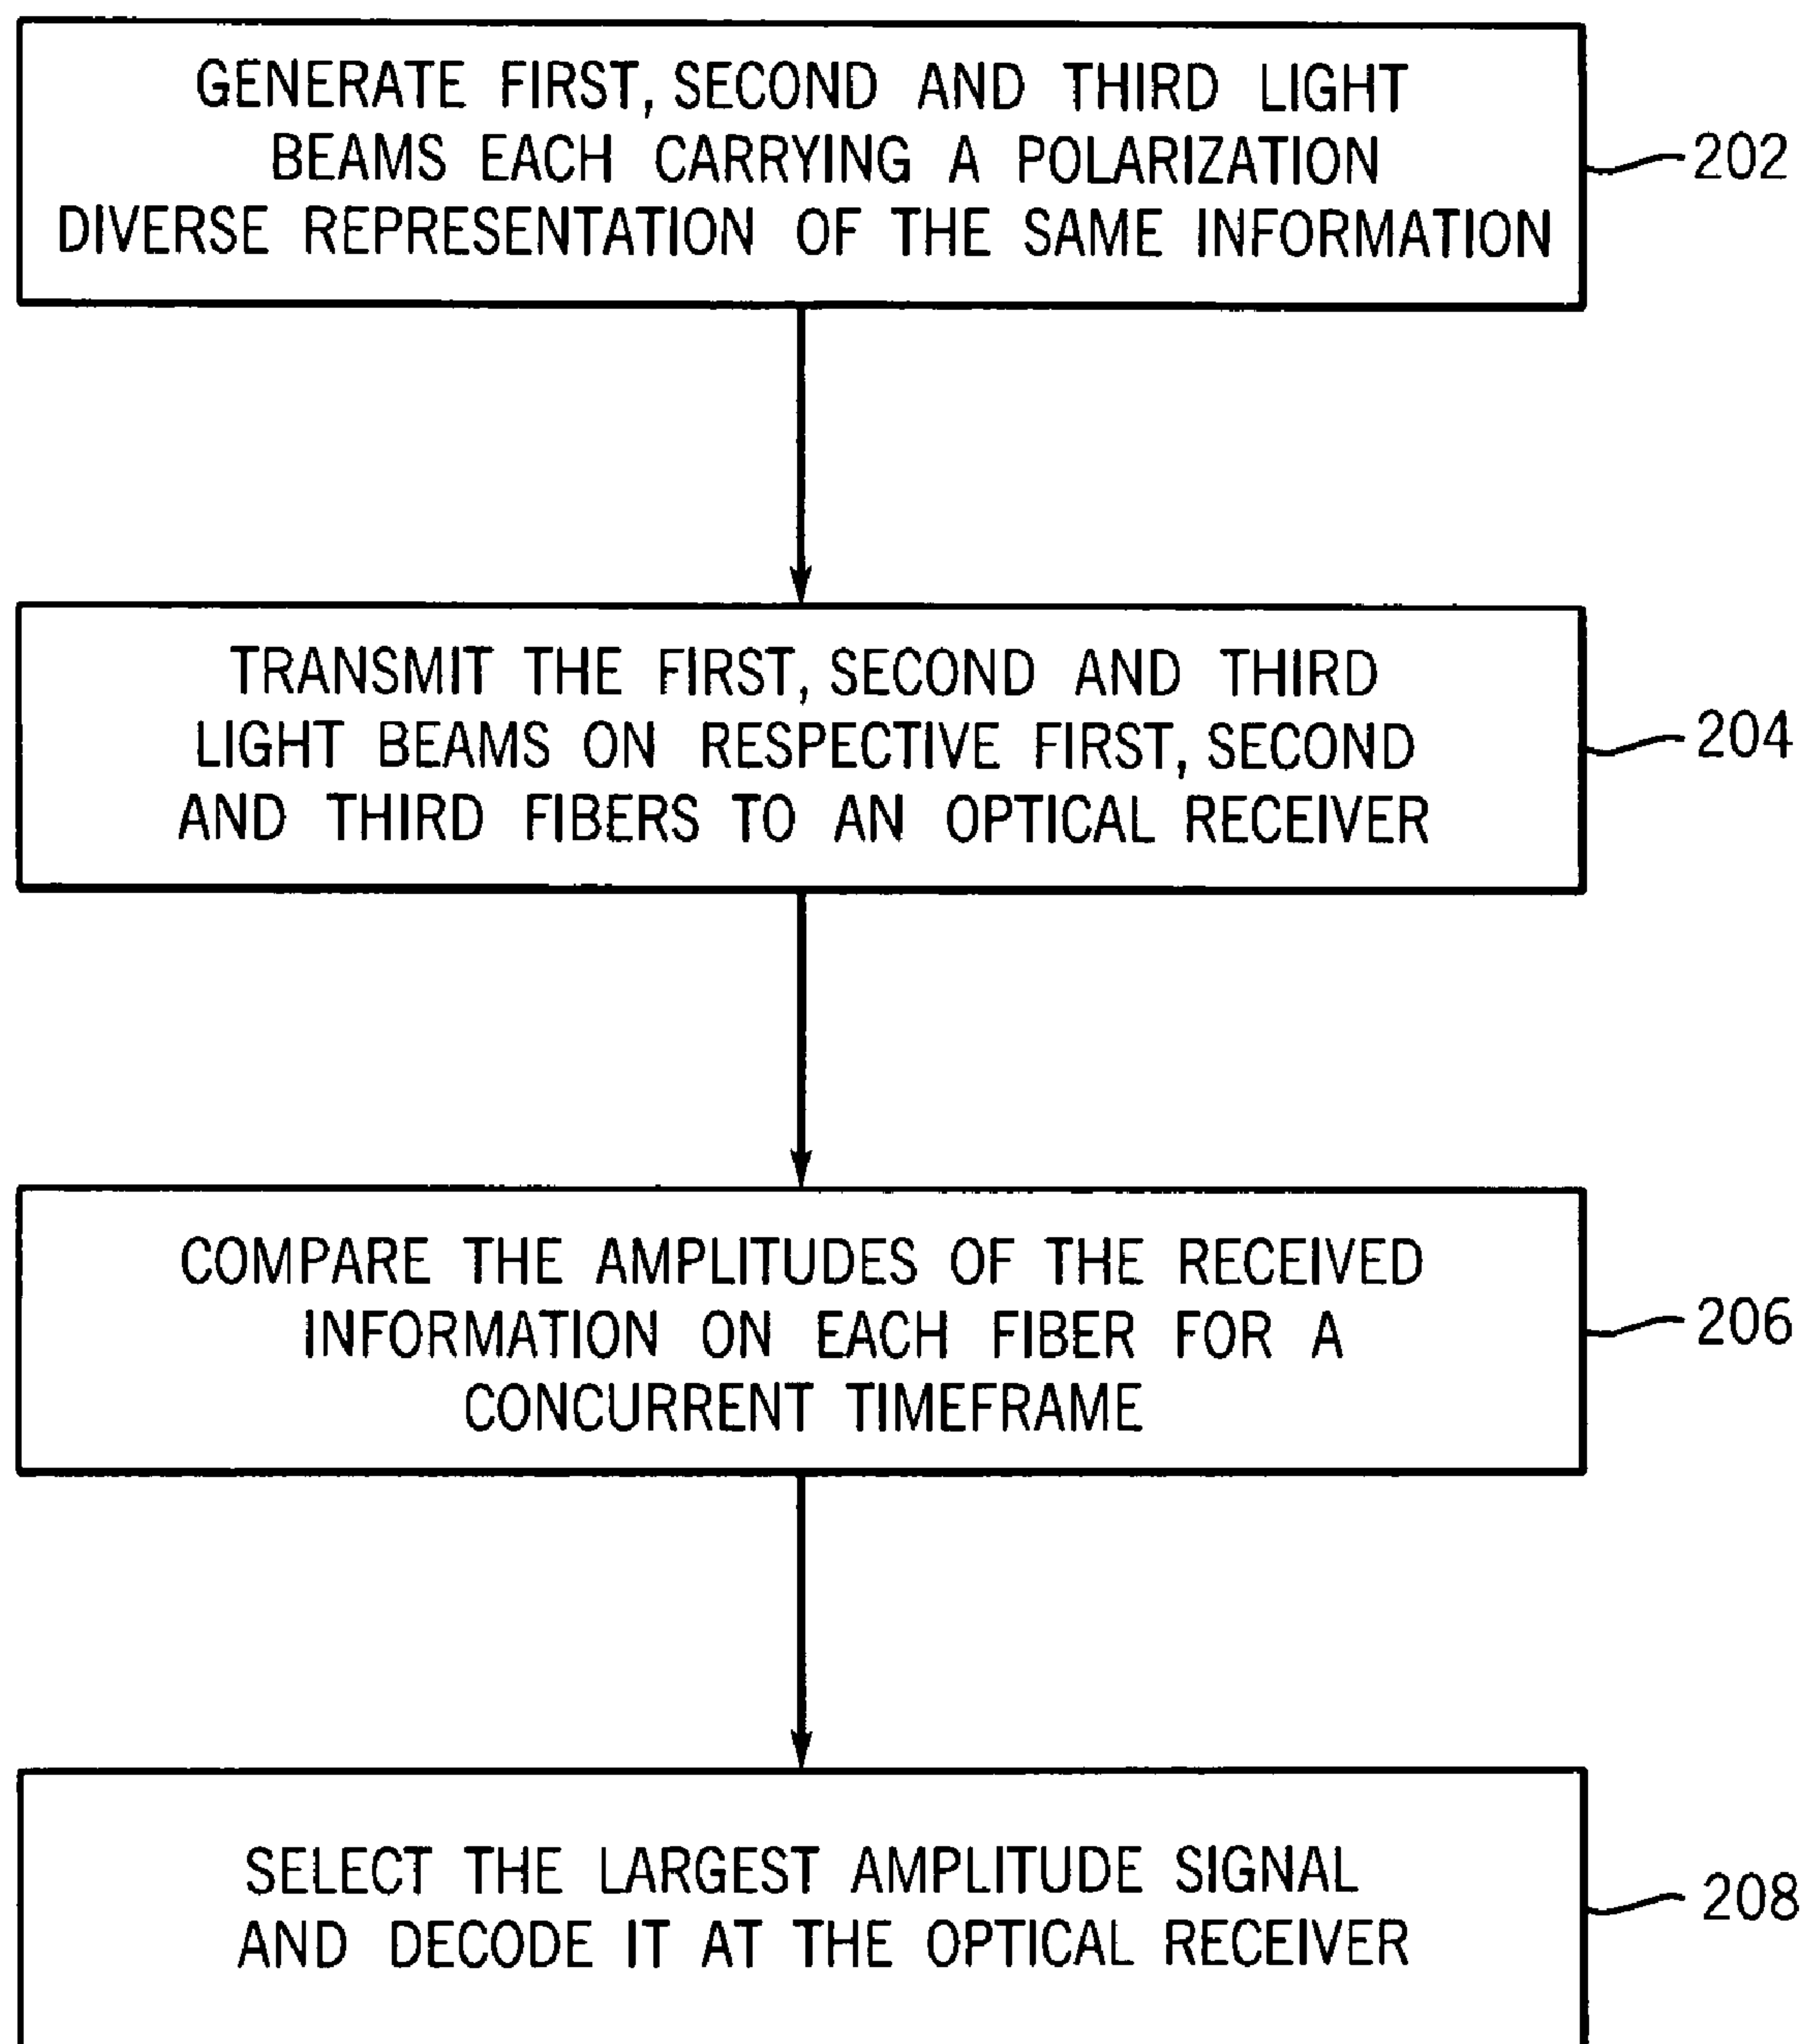 GENERATE FIRST, SECOND AND THIRD LIGHT
BEAMS EACH CARRYING A POLARIZATION
DIVERSE REPRESENTATION OF THE SAME INFORMATION
202
TRANSMIT THE FIRST, SECOND AND THIRD
LIGHT BEAMS ON RESPECTIVE FIRST, SECOND
AND THIRD FIBERS TO AN OPTICAL RECEIVER
204
COMPARE THE AMPLITUDES OF THE RECEIVED
INFORMATION ON EACH FIBER FOR A
CONCURRENT TIMEFRAME
206
SELECT THE LARGEST AMPLITUDE SIGNAL
AND DECODE IT AT THE OPTICAL RECEIVER
208